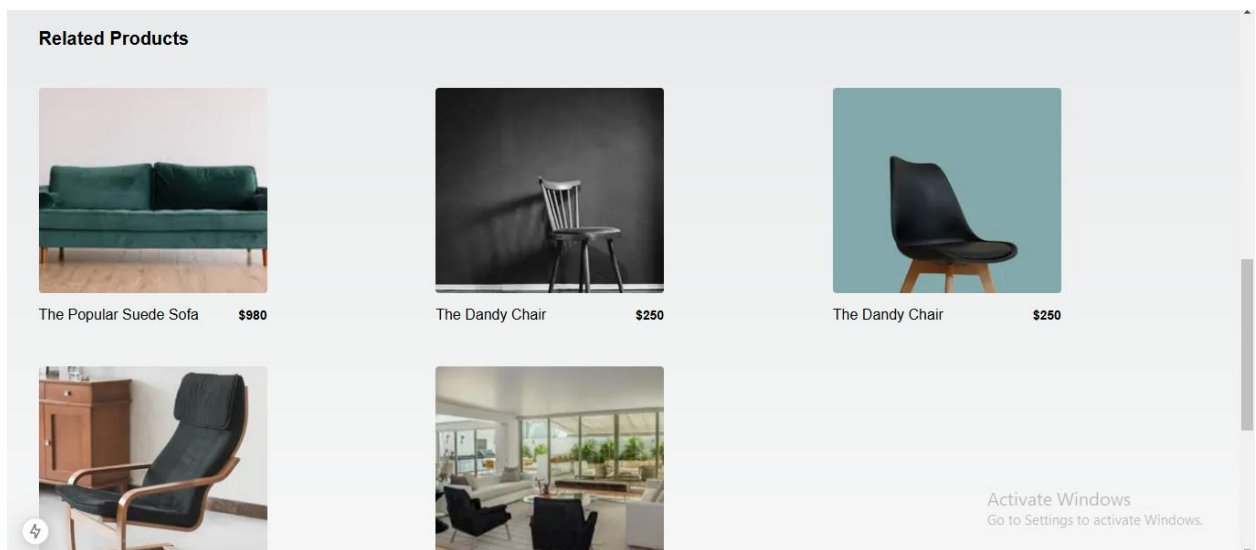 Related Products
The Popular Suede Sofa $980
The Dandy Chair $250
The Dandy Chair $250
Activate Windows
Go to Settings to activate Windows.